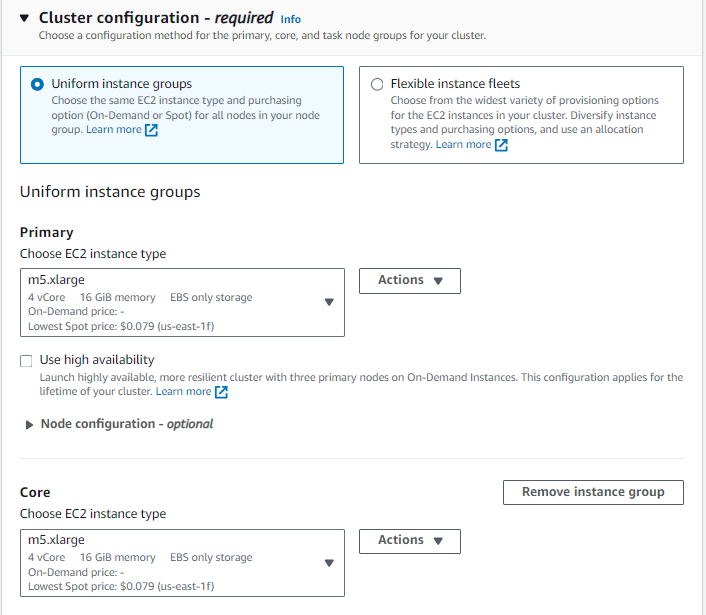 Cluster configuration - required Info
Choose a configuration method for the primary, core, and task node groups for your cluster.
Uniform instance groups
Choose the same EC2 instance type and purchasing
option (On-Demand or Spot) for all nodes in your node
group. Learn more
Flexible instance fleets
Choose from the widest variety of provisioning options
for the EC2 instances in your cluster. Diversify instance
types and purchasing options, and use an allocation
strategy. Learn more
Uniform instance groups
Primary
Choose EC2 instance type
m5.xlarge
4 vCore 16 GiB memory EBS only storage
On-Demand price: -
Lowest Spot price: $0.079 (us-east-1f)
Actions
Use high availability
Launch highly available, more resilient cluster with three primary nodes on On-Demand Instances. This configuration applies for the
lifetime of your cluster. Learn more
Node configuration - optional
Core
Remove instance group
Choose EC2 instance type
m5.xlarge
4 vCore 16 GiB memory EBS only storage
On-Demand price: -
Lowest Spot price: $0.079 (us-east-1f)
Actions